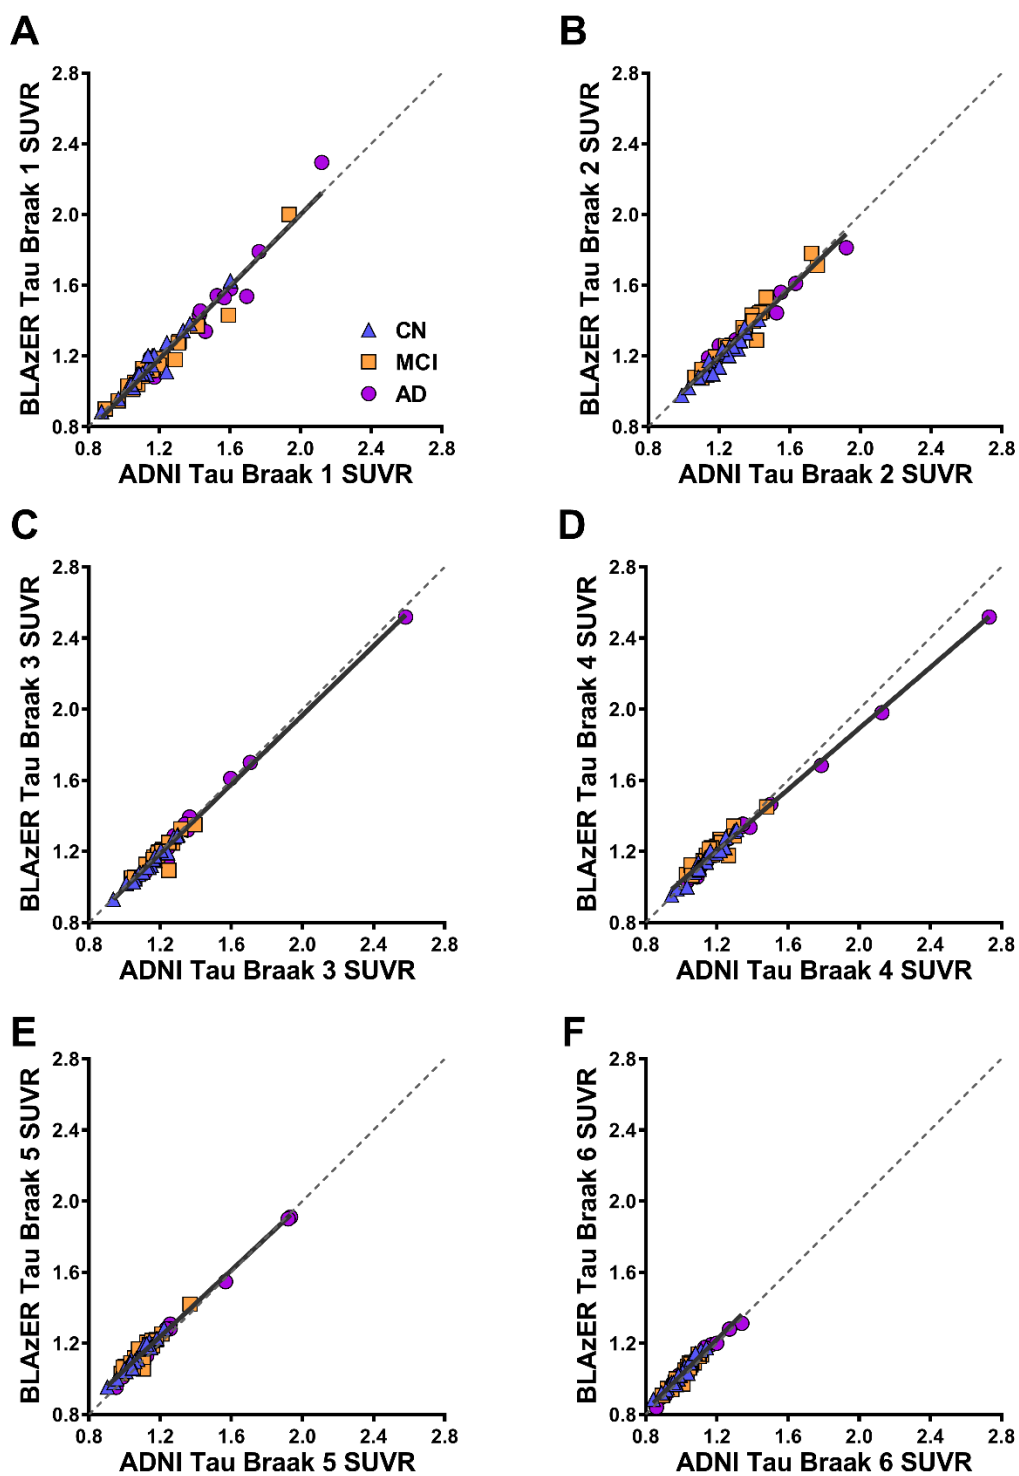 A
BLAzER Tau Braak 1 SUVR
2.8
2.4
2.0
1.6
1.2
0.8
0.8 1.2 1.6 2.0 2.4 2.8
ADNI Tau Braak 1 SUVR
CN
MCI
AD
B
BLAzER Tau Braak 2 SUVR
2.8
2.4
2.0
1.6
1.2
0.8
0.8 1.2 1.6 2.0 2.4 2.8
ADNI Tau Braak 2 SUVR
C
BLAzER Tau Braak 3 SUVR
2.8
2.4
2.0
1.6
1.2
0.8
0.8 1.2 1.6 2.0 2.4 2.8
ADNI Tau Braak 3 SUVR
D
BLAzER Tau Braak 4 SUVR
2.8
2.4
2.0
1.6
1.2
0.8
0.8 1.2 1.6 2.0 2.4 2.8
ADNI Tau Braak 4 SUVR
E
BLAzER Tau Braak 5 SUVR
2.8
2.4
2.0
1.6
1.2
0.8
0.8 1.2 1.6 2.0 2.4 2.8
ADNI Tau Braak 5 SUVR
F
BLAzER Tau Braak 6 SUVR
2.8
2.4
2.0
1.6
1.2
0.8
0.8 1.2 1.6 2.0 2.4 2.8
ADNI Tau Braak 6 SUVR